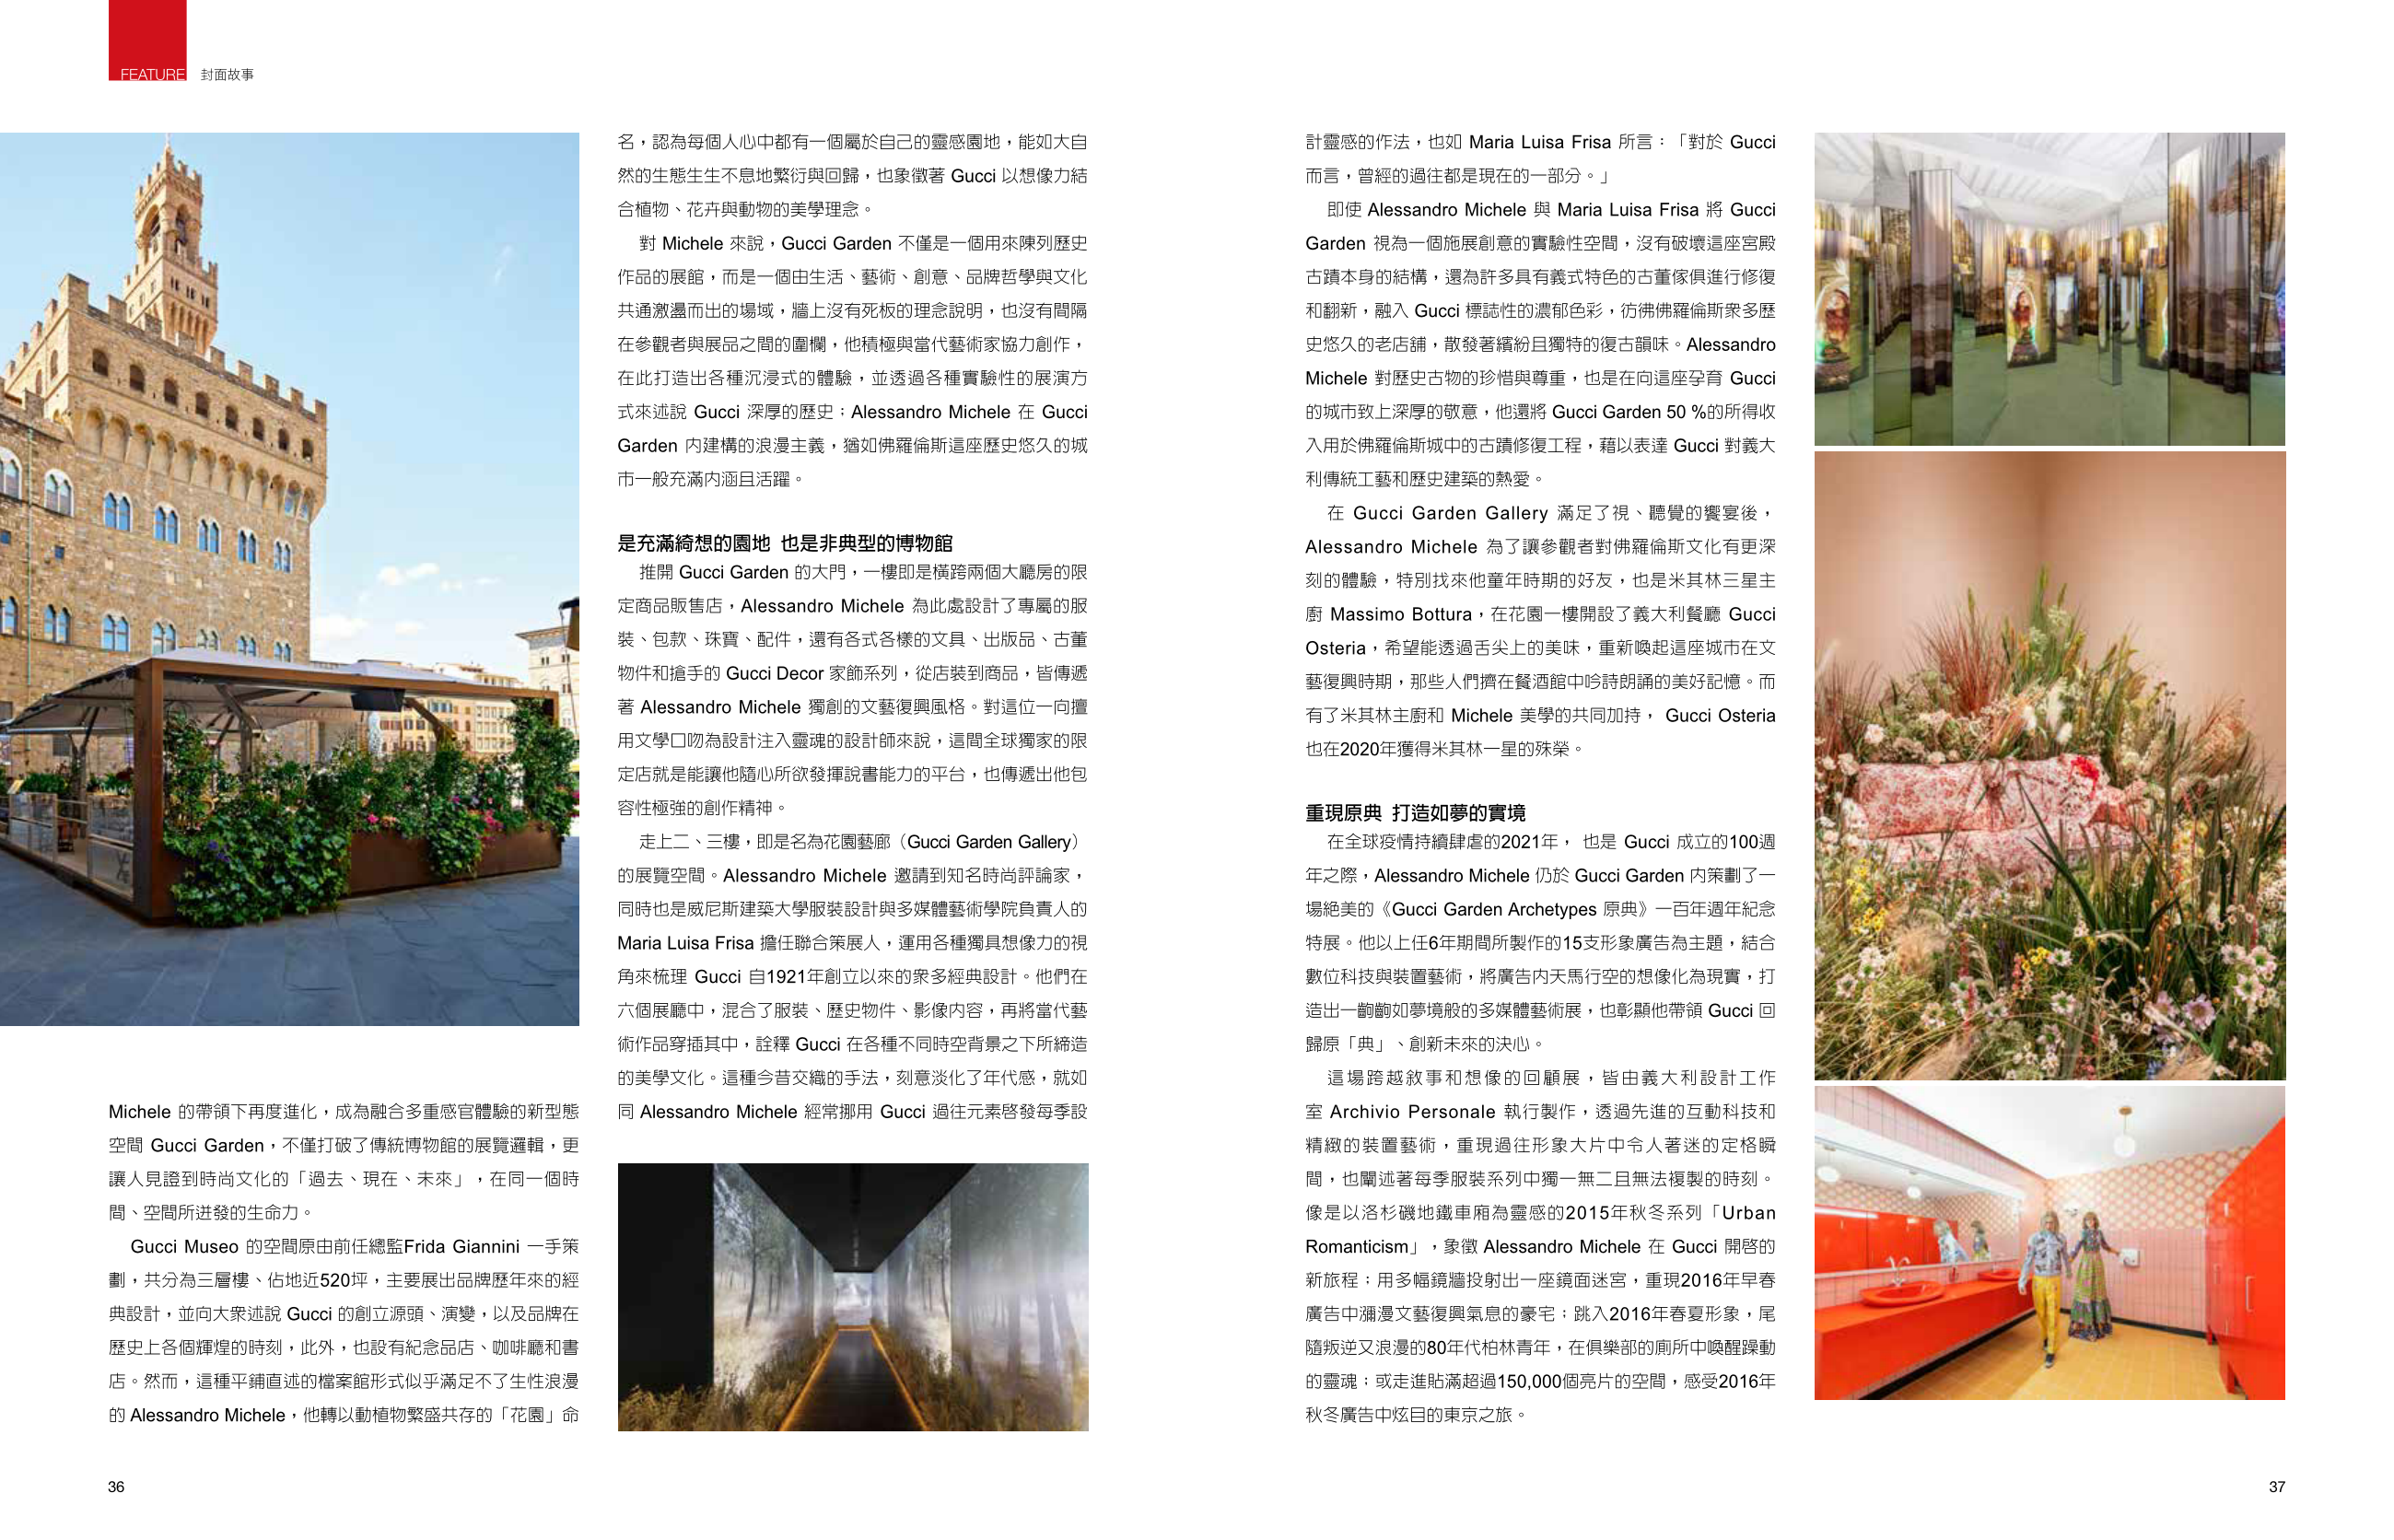 FEATURE 封面故事
Michele 的帶領下再度進化，成為融合多重感官體驗的新型態
空間 Gucci Garden，不僅打破了傳統博物館的展覽邏輯，更
讓人見證到時尚文化的「過去、現在、未來」，在同一個時
間、空間所迸發的生命力。
Gucci Museo 的空間原由前任總監Frida Giannini 一手策
劃，共分為三層樓、佔地近520坪，主要展出品牌歷年來的經
典設計，並向大眾述說 Gucci 的創立源頭、演變，以及品牌在
歷史上各個輝煌的時刻，此外，也設有紀念品店、咖啡廳和書
店。然而，這種平鋪直述的檔案館形式似乎滿足不了生性浪漫
的 Alessandro Michele，他轉以動植物繁盛共存的「花園」命
名，認為每個人心中都有一個屬於自己的靈感園地，能如大自
然的生態生生不息地繁衍與回歸，也象徵著 Gucci 以想像力結
合植物、花卉與動物的美學理念。
對 Michele 來說，Gucci Garden 不僅是一個用來陳列歷史
作品的展館，而是一個由生活、藝術、創意、品牌哲學與文化
共通激盪而出的場域，牆上沒有死板的理念說明，也沒有間隔
在參觀者與展品之間的圍欄，他積極與當代藝術家協力創作，
在此打造出各種沉浸式的體驗，並透過各種實驗性的展演方
式來述說 Gucci 深厚的歷史；Alessandro Michele 在 Gucci
Garden 內建構的浪漫主義，猶如佛羅倫斯這座歷史悠久的城
市一般充滿內涵且活躍。
是充滿綺想的園地 也是非典型的博物館
推開 Gucci Garden 的大門，一樓即是橫跨兩個大廳房的限
定商品販售店，Alessandro Michele 為此處設計了專屬的服
裝、包款、珠寶、配件，還有各式各樣的文具、出版品、古董
物件和搶手的 Gucci Decor 家飾系列，從店裝到商品，皆傳遞
著 Alessandro Michele 獨創的文藝復興風格。對這位一向擅
用文學口吻為設計注入靈魂的設計師來說，這間全球獨家的限
定店就是能讓他隨心所欲發揮說書能力的平台，也傳遞出他包
容性極強的創作精神。
走上二、三樓，即是名為花園藝廊（Gucci Garden Gallery）
的展覽空間。Alessandro Michele 邀請到知名時尚評論家，
同時也是威尼斯建築大學服裝設計與多媒體藝術學院負責人的
Maria Luisa Frisa 擔任聯合策展人，運用各種獨具想像力的視
角來梳理 Gucci 自1921年創立以來的眾多經典設計。他們在
六個展廳中，混合了服裝、歷史物件、影像內容，再將當代藝
術作品穿插其中，詮釋 Gucci 在各種不同時空背景之下所締造
的美學文化。這種今昔交織的手法，刻意淡化了年代感，就如
同 Alessandro Michele 經常挪用 Gucci 過往元素啓發每季設
計靈感的作法，也如 Maria Luisa Frisa 所言：「對於 Gucci
而言，曾經的過往都是現在的一部分。」
即使 Alessandro Michele 與 Maria Luisa Frisa 將 Gucci
Garden 視為一個施展創意的實驗性空間，沒有破壞這座宮殿
古蹟本身的結構，還為許多具有義式特色的古董傢俱進行修復
和翻新，融入 Gucci 標誌性的濃郁色彩，彷彿佛羅倫斯眾多歷
史悠久的老店舖，散發著繽紛且獨特的復古韻味。Alessandro
Michele 對歷史古物的珍惜與尊重，也是在向這座孕育 Gucci
的城市致上深厚的敬意，他還將 Gucci Garden 50 %的所得收
入用於佛羅倫斯城中的古蹟修復工程，藉以表達 Gucci 對義大
利傳統工藝和歷史建築的熱愛。
在 Gucci Garden Gallery 滿足了視、聽覺的饗宴後，
Alessandro Michele 為了讓參觀者對佛羅倫斯文化有更深
刻的體驗，特別找來他童年時期的好友，也是米其林三星主
廚 Massimo Bottura，在花園一樓開設了義大利餐廳 Gucci
Osteria，希望能透過舌尖上的美味，重新喚起這座城市在文
藝復興時期，那些人們擠在餐酒館中吟詩朗誦的美好記憶。而
有了米其林主廚和 Michele 美學的共同加持， Gucci Osteria
也在2020年獲得米其林一星的殊榮。
重現原典 打造如夢的實境
在全球疫情持續肆虐的2021年， 也是 Gucci 成立的100週
年之際，Alessandro Michele 仍於 Gucci Garden 內策劃了一
場絕美的《Gucci Garden Archetypes 原典》一百年週年紀念
特展。他以上任6年期間所製作的15支形象廣告為主題，結合
數位科技與裝置藝術，將廣告內天馬行空的想像化為現實，打
造出一齣齣如夢境般的多媒體藝術展，也彰顯他帶領 Gucci 回
歸原「典」、創新未來的決心。
這場跨越敘事和想像的回顧展，皆由義大利設計工作
室 Archivio Personale 執行製作，透過先進的互動科技和
精緻的裝置藝術，重現過往形象大片中令人著迷的定格瞬
間，也闡述著每季服裝系列中獨一無二且無法複製的時刻。
像是以洛杉磯地鐵車廂為靈感的2015年秋冬系列「Urban
Romanticism」，象徵 Alessandro Michele 在 Gucci 開啓的
新旅程；用多幅鏡牆投射出一座鏡面迷宮，重現2016年早春
廣告中瀰漫文藝復興氣息的豪宅；跳入2016年春夏形象，尾
隨叛逆又浪漫的80年代柏林青年，在俱樂部的廁所中喚醒躁動
的靈魂；或走進貼滿超過150,000個亮片的空間，感受2016年
秋冬廣告中炫目的東京之旅。
36
37